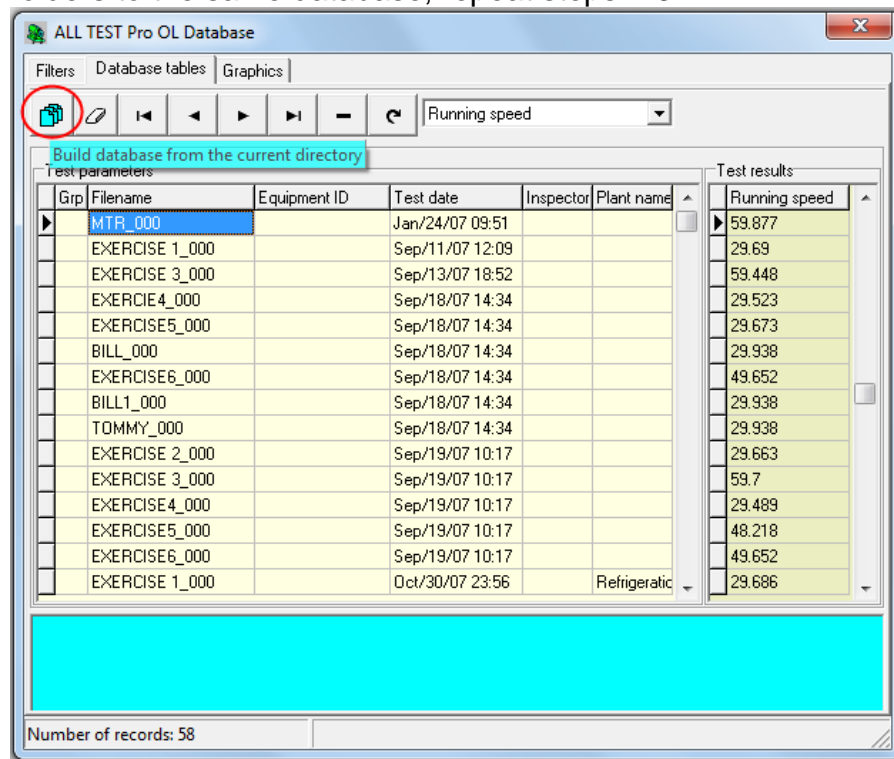 ALL TEST Pro OL Database
Filters Database tables Graphics
Running speed
Build database from the current directory
Test parameters Test results
Grp Filename Equipment ID Test date Inspector Plant name Running speed
MTR_000 Jan/24/07 09:51 59.877
EXERCISE 1_000 Sep/11/07 12:09 29.69
EXERCISE 3_000 Sep/13/07 18:52 59.448
EXERCIE4_000 Sep/18/07 14:34 29.523
EXERCISE5_000 Sep/18/07 14:34 29.673
BILL_000 Sep/18/07 14:34 29.938
EXERCISE6_000 Sep/18/07 14:34 49.652
BILL1_000 Sep/18/07 14:34 29.938
TOMMY_000 Sep/18/07 14:34 29.938
EXERCISE 2_000 Sep/19/07 10:17 29.663
EXERCISE 3_000 Sep/19/07 10:17 59.7
EXERCISE4_000 Sep/19/07 10:17 29.489
EXERCISE5_000 Sep/19/07 10:17 48.218
EXERCISE6_000 Sep/19/07 10:17 49.652
EXERCISE 1_000 Oct/30/07 23:56 Refrigeratic 29.686
Number of records: 58